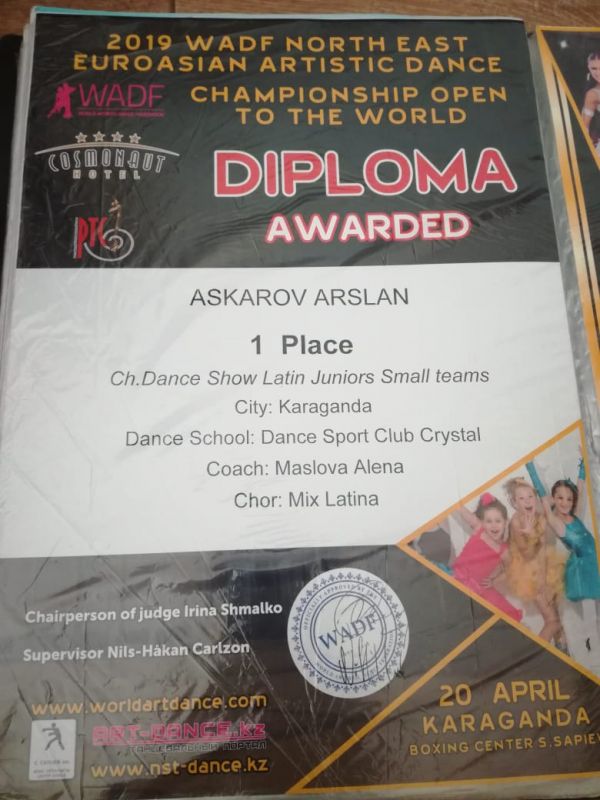 2019 WADF NORTH EAST
EUROASIAN ARTISTIC DANCE
CHAMPIONSHIP OPEN
TO THE WORLD
WADF
COSMONAUT
HOTEL
DIPLOMA
AWARDED
ASKAROV ARSLAN
1 Place
Ch.Dance Show Latin Juniors Small teams
City: Karaganda
Dance School: Dance Sport Club Crystal
Coach: Maslova Alena
Chor: Mix Latina
Chairperson of judge Irina Shmalko
Supervisor Nils-Håkan Carlzon
WADF
www.worldartdance.com
ART-DANCE.kz
ТАНЦЕВАЛЬНЫЙ ПОРТАЛ
www.nst-dance.kz
20 APRIL
KARAGANDA
BOXING CENTER S.SAPIEV